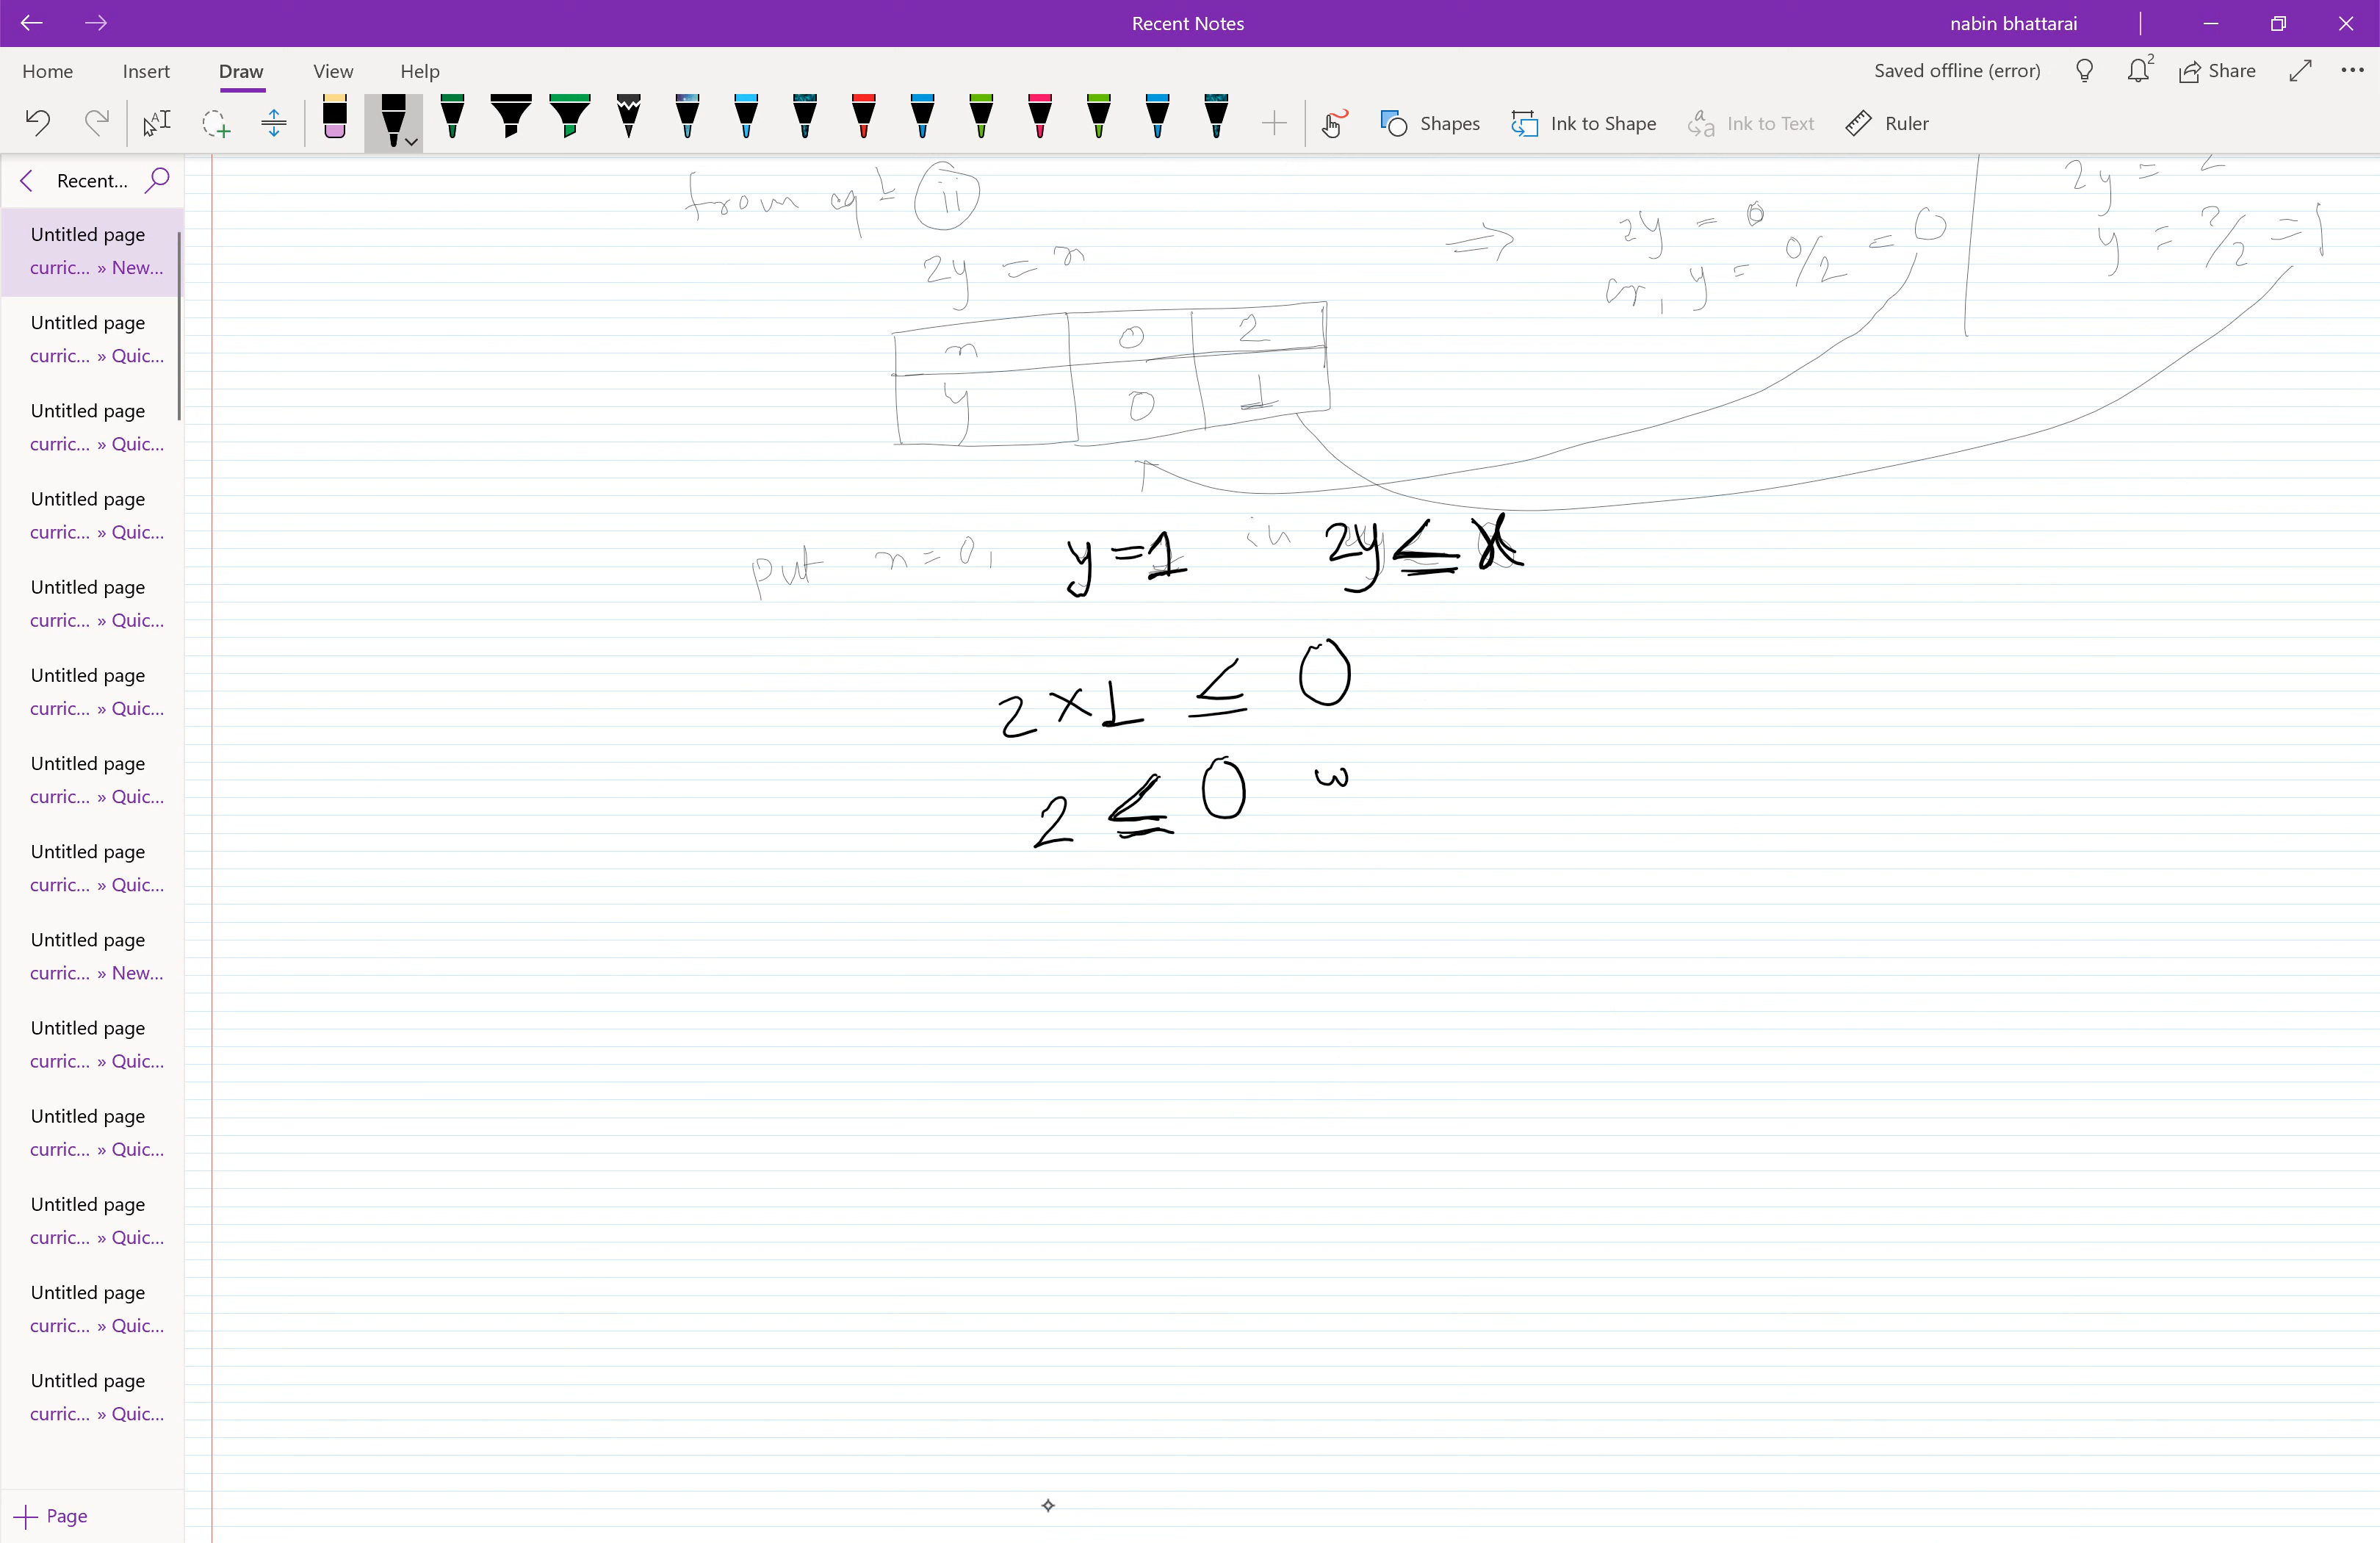 Recent Notes
nabin bhattarai
Home Insert Draw View Help
Saved offline (error) 2 Share
Shapes Ink to Shape Ink to Text Ruler
Recent...
Untitled page
curric... » New...
Untitled page
curric... » Quic...
Untitled page
curric... » Quic...
Untitled page
curric... » Quic...
Untitled page
curric... » Quic...
Untitled page
curric... » Quic...
Untitled page
curric... » Quic...
Untitled page
curric... » Quic...
Untitled page
curric... » New...
Untitled page
curric... » Quic...
Untitled page
curric... » Quic...
Untitled page
curric... » Quic...
Untitled page
curric... » Quic...
Untitled page
curric... » Quic...
Page
from eqⁿ (ii)
2y = x
⇒ 2y = 0
or, y = 0/2 = 0
2y = 2
y = 2/2 = 1
x 0 2
y 0 1
put x = 0, y = 1 in 2y ≤ x
2 × 1 ≤ 0
2 ≤ 0